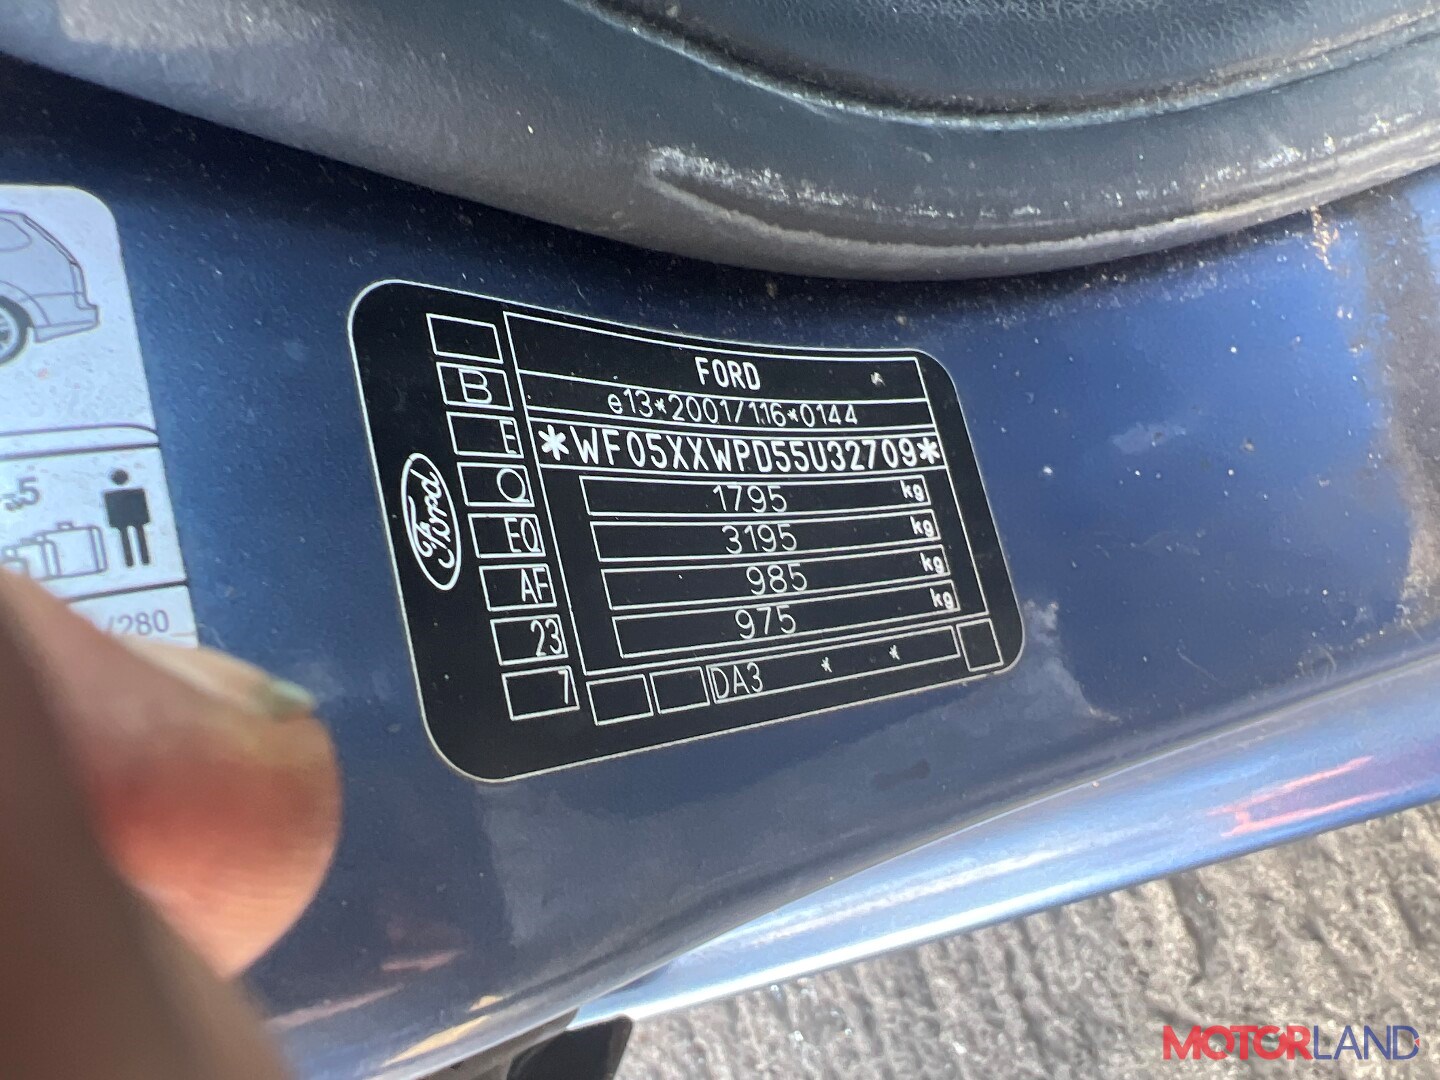 5
/280
Ford
B
E
Q
EQ
AF
23
7
FORD
e13*2001/116*0144
*WF05XXWPD55U32709*
1795 kg
3195 kg
985 kg
975 kg
DA3 * *
MOTORLAND